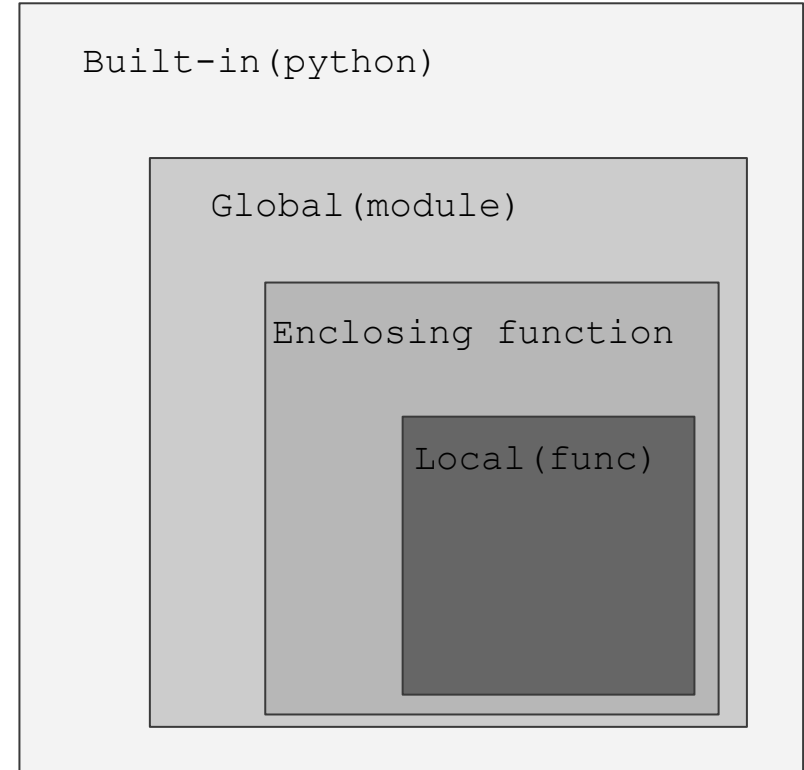 Built-in(python)
Global(module)
Enclosing function
Local(func)